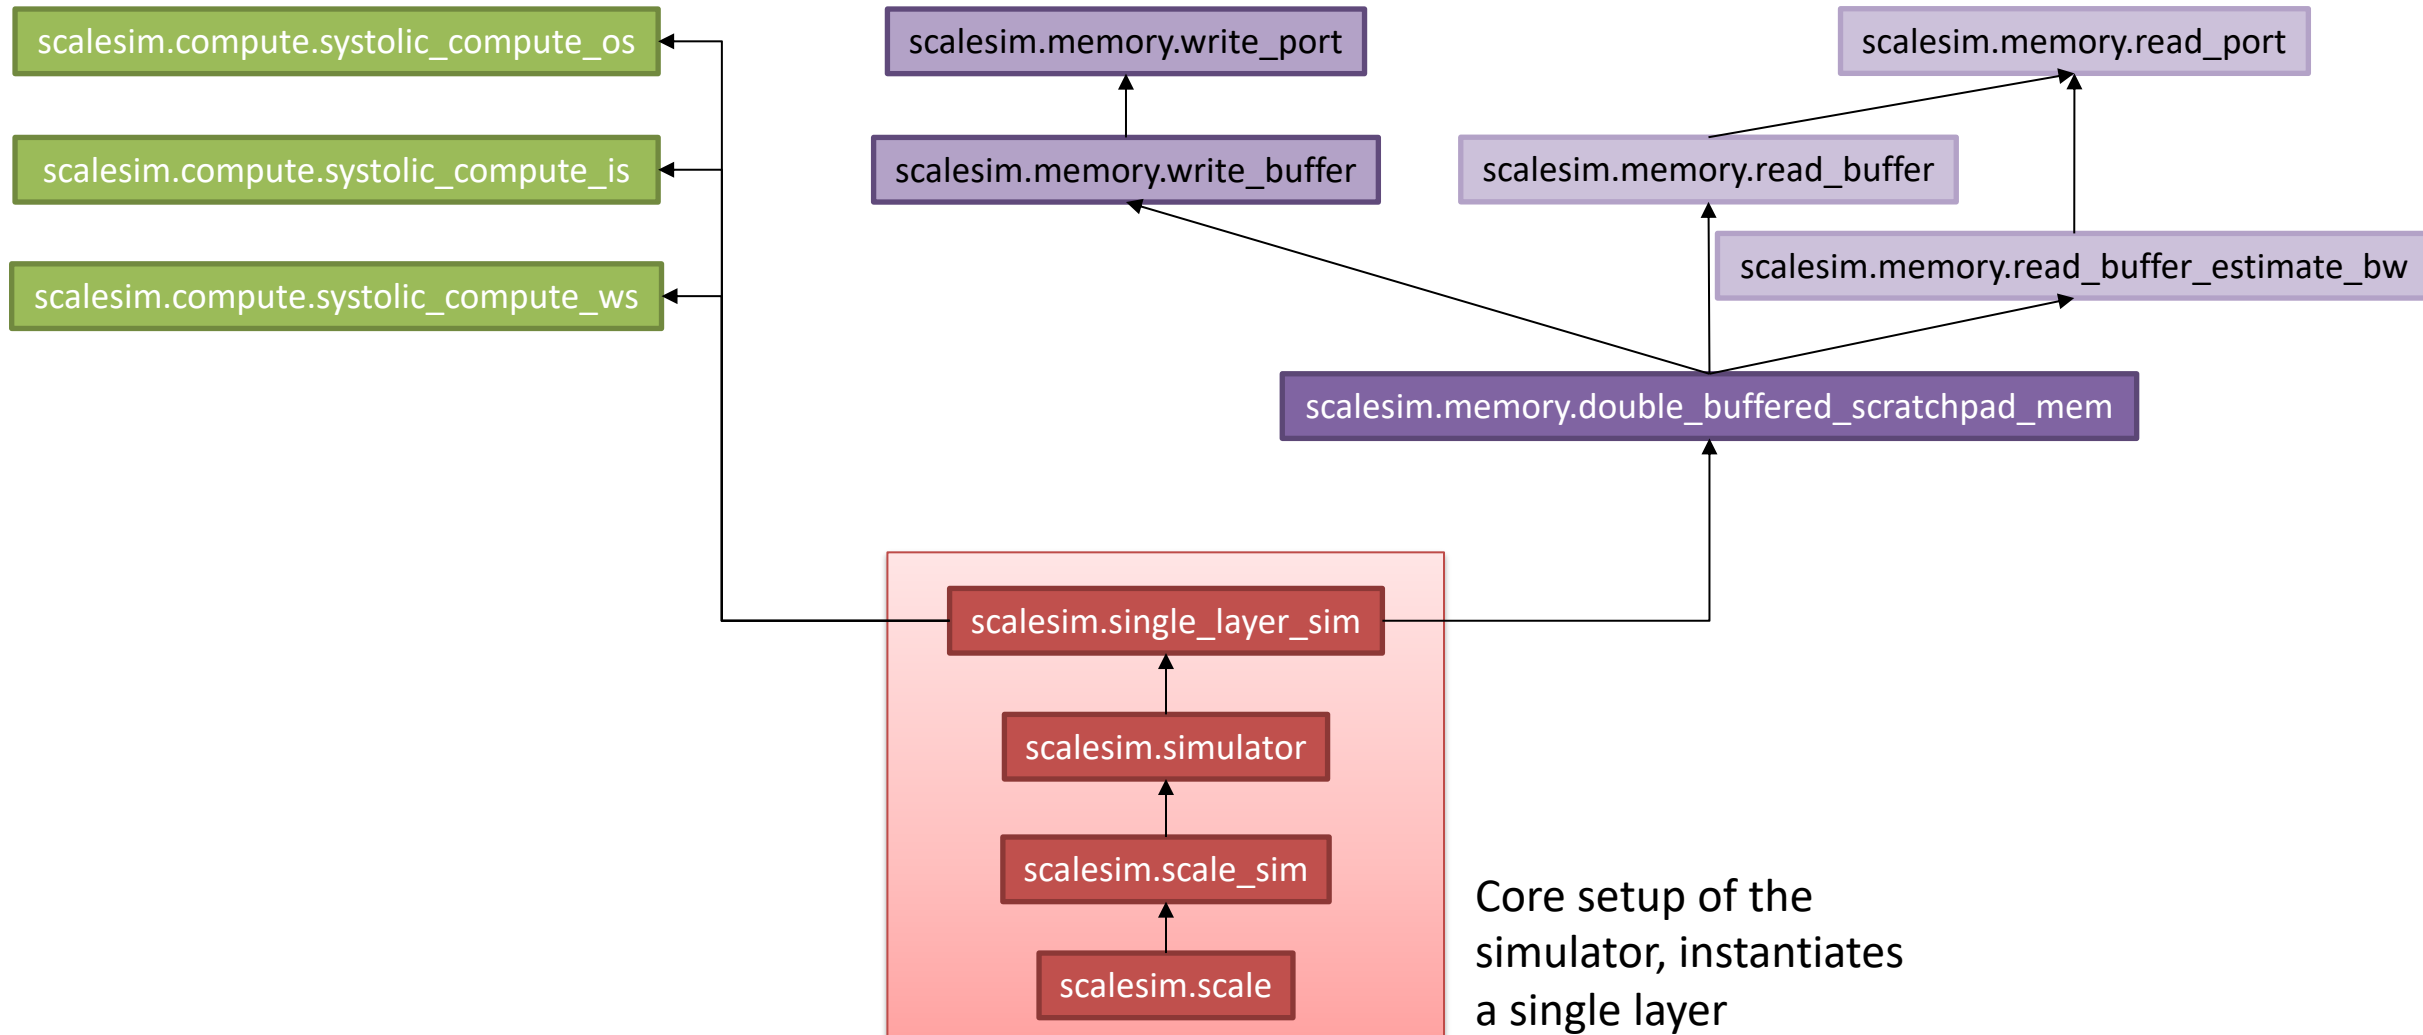 scalesim.compute.systolic_compute_os
scalesim.memory.write_port
scalesim.memory.read_port
scalesim.compute.systolic_compute_is
scalesim.memory.write_buffer
scalesim.memory.read_buffer
scalesim.compute.systolic_compute_ws
scalesim.memory.read_buffer_estimate_bw
scalesim.memory.double_buffered_scratchpad_mem
scalesim.single_layer_sim
scalesim.simulator
scalesim.scale_sim
scalesim.scale
Core setup of the
simulator, instantiates
a single layer